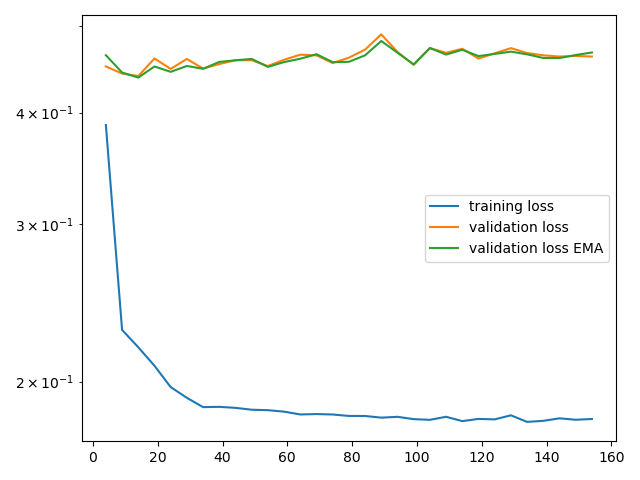 4 × 10⁻¹
3 × 10⁻¹
2 × 10⁻¹
training loss
validation loss
validation loss EMA
0 20 40 60 80 100 120 140 160